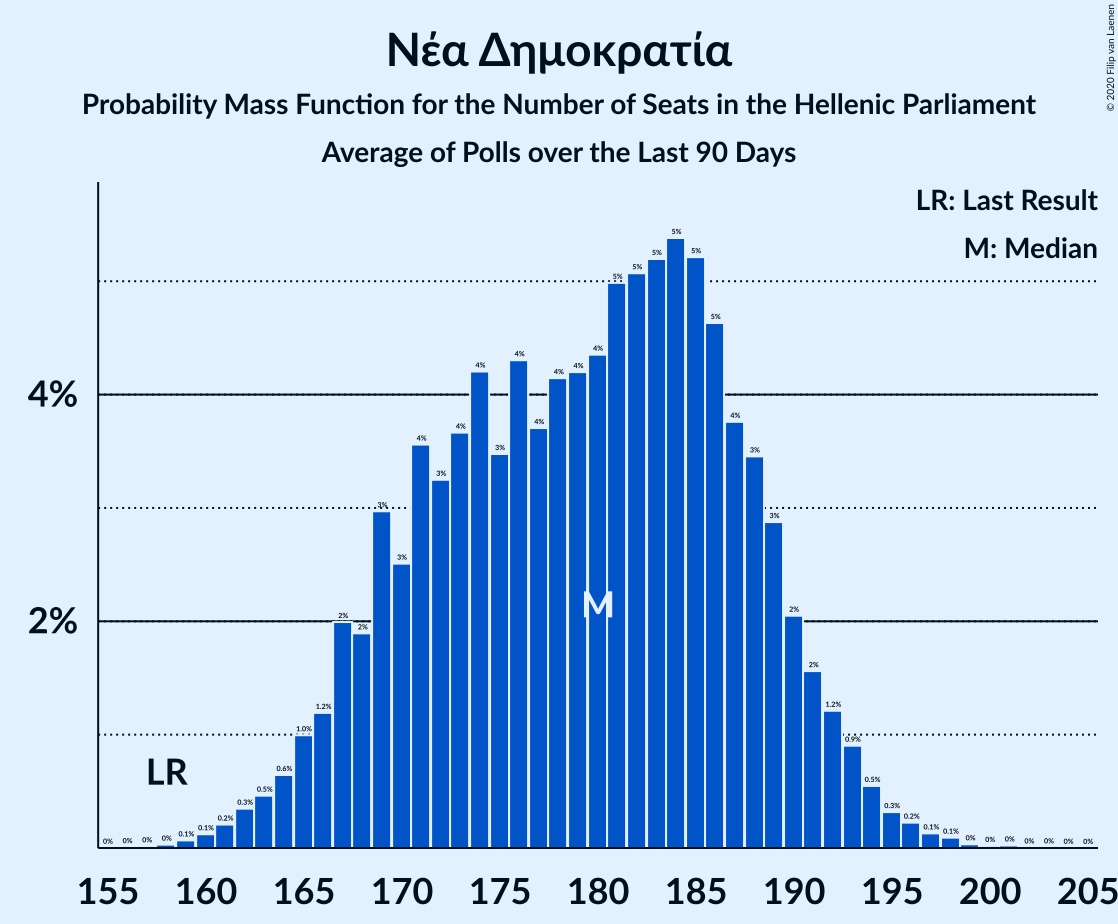 © 2020 Filip van Laenen
Νέα Δημοκρατία
Probability Mass Function for the Number of Seats in the Hellenic Parliament
Average of Polls over the Last 90 Days
LR: Last Result
M: Median
4%
2%
0% 0% 0% 0% 0.1% 0.1% 0.2% 0.3% 0.5% 0.6% 1.0% 1.2% 2% 2% 3% 3% 4% 3% 4% 4% 3% 4% 4% 4% 4% 4% 5% 5% 5% 5% 5% 5% 4% 3% 3% 2% 2% 1.2% 0.9% 0.5% 0.3% 0.2% 0.1% 0.1% 0% 0% 0% 0% 0% 0% 0%
M
LR
155 160 165 170 175 180 185 190 195 200 205